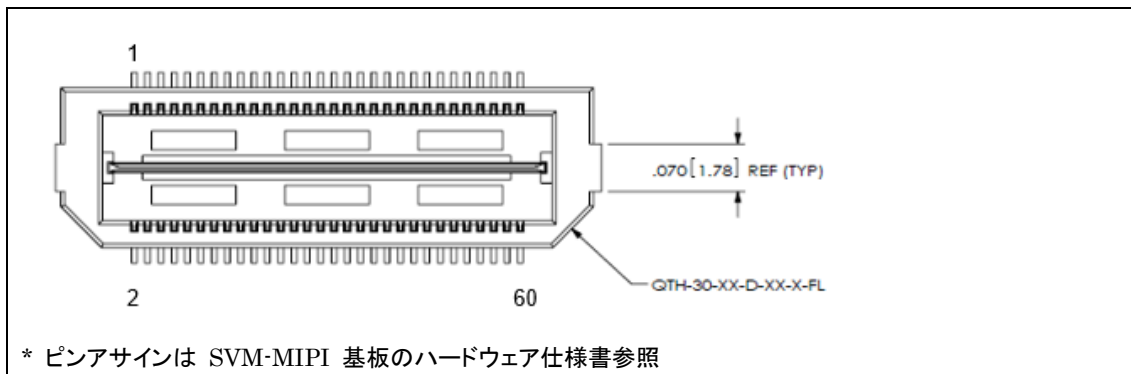 1
.070[1.78] REF (TYP)
2
60
QTH-30-XX-D-XX-X-FL
* ピンアサインは SVM-MIPI 基板のハードウェア仕様書参照